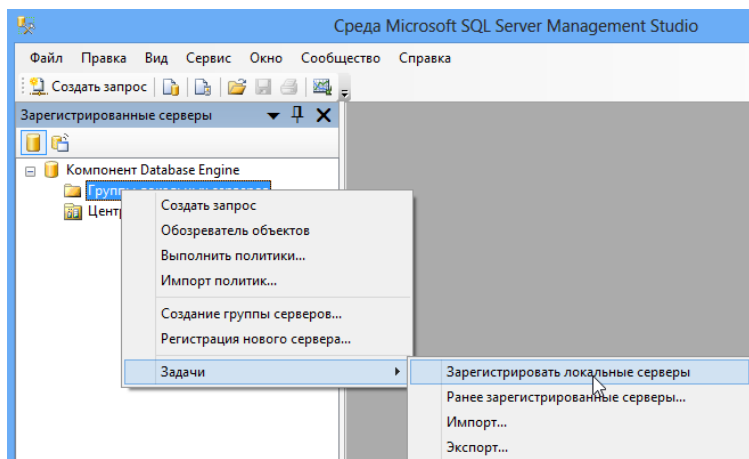 Среда Microsoft SQL Server Management Studio
Файл Правка Вид Сервис Окно Сообщество Справка
Создать запрос
Зарегистрированные серверы
Компонент Database Engine
Создать запрос
Обозреватель объектов
Выполнить политики...
Импорт политик...
Создание группы серверов...
Регистрация нового сервера...
Задачи
Зарегистрировать локальные серверы
Ранее зарегистрированные серверы...
Импорт...
Экспорт...